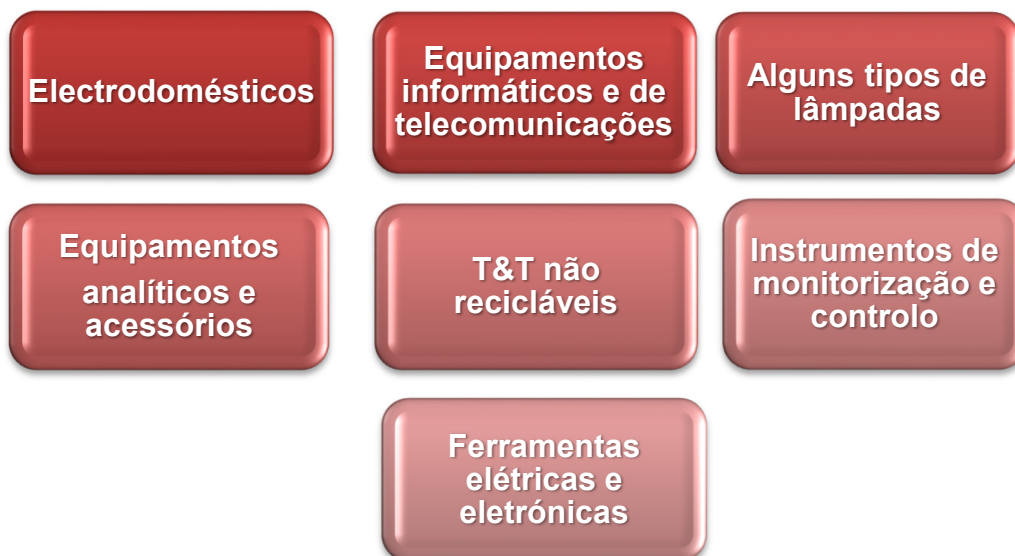 Electrodomésticos
Equipamentos
informáticos e de
telecomunicações
Alguns tipos de
lâmpadas
Equipamentos
analíticos e
acessórios
T&T não
recicláveis
Instrumentos de
monitorização e
controlo
Ferramentas
elétricas e
eletrónicas